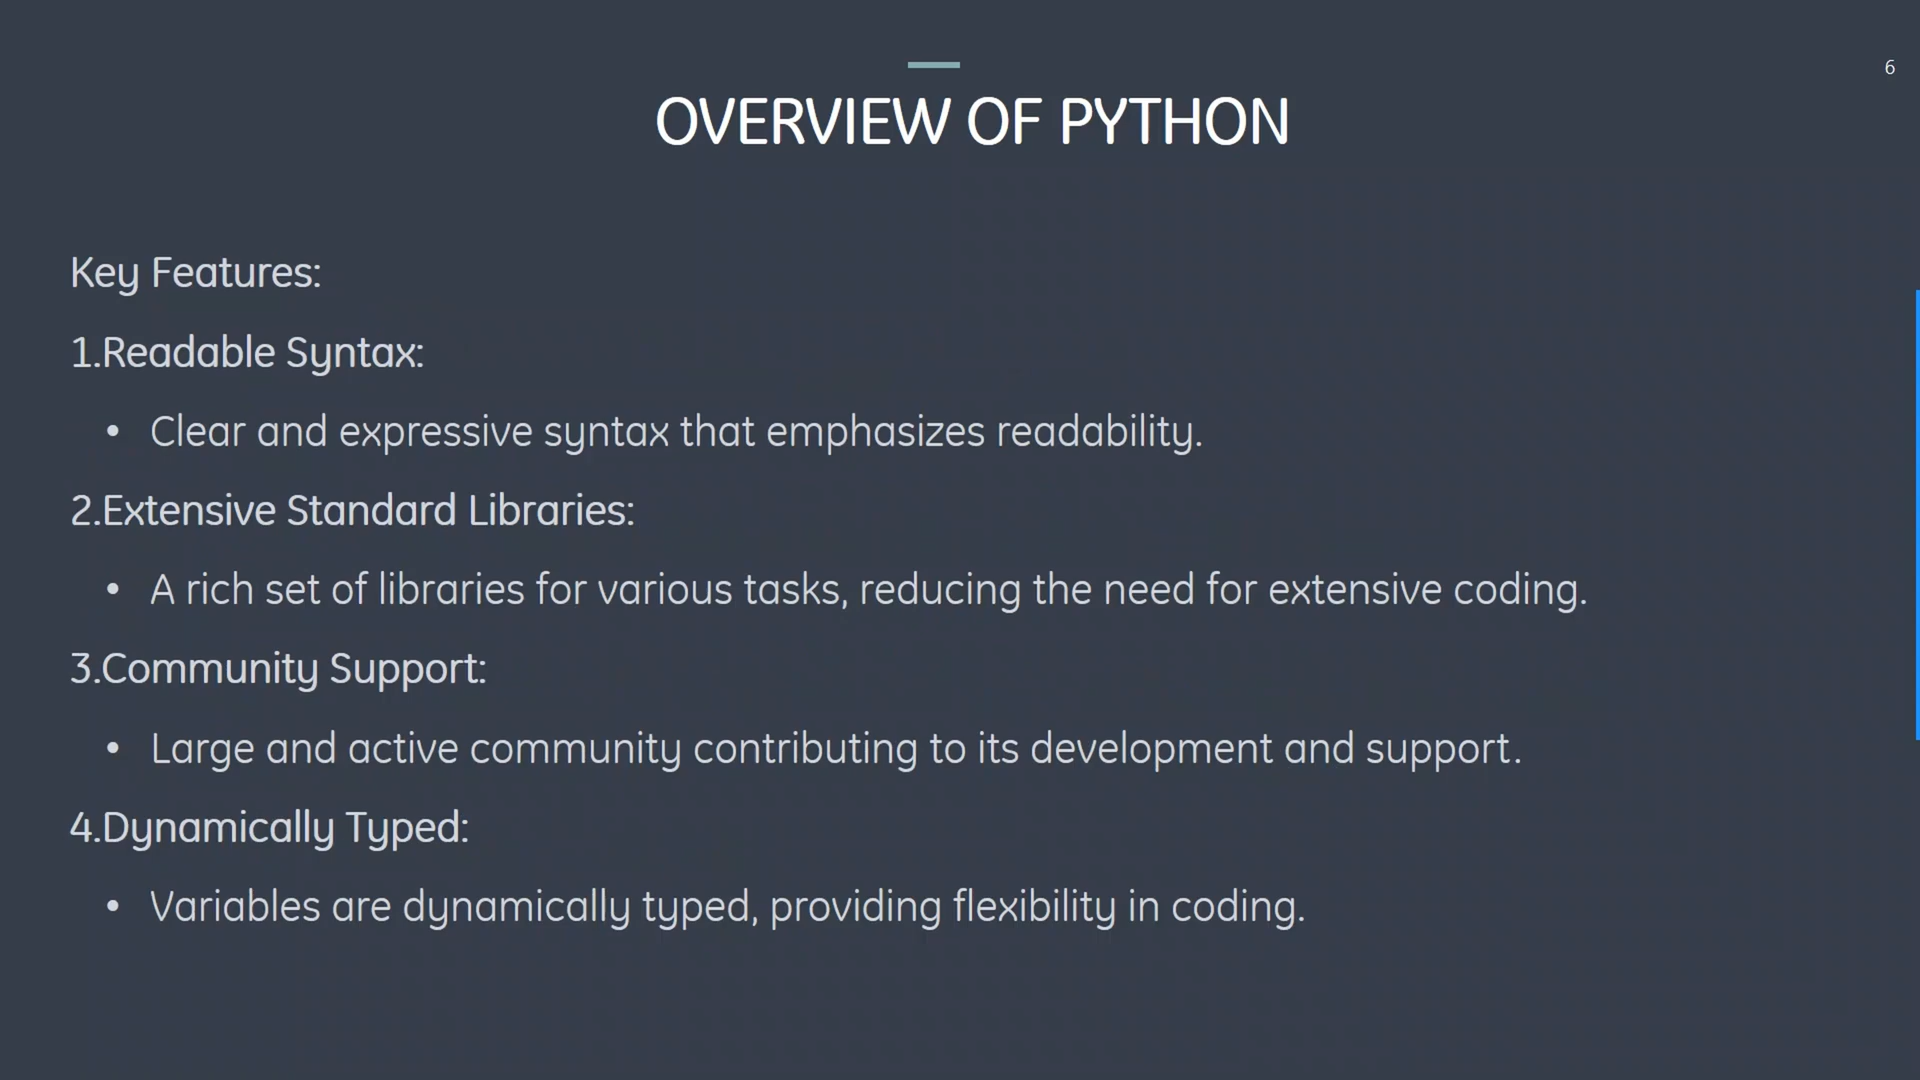 6
OVERVIEW OF PYTHON
Key Features:
1.Readable Syntax:
• Clear and expressive syntax that emphasizes readability.
2.Extensive Standard Libraries:
• A rich set of libraries for various tasks, reducing the need for extensive coding.
3.Community Support:
• Large and active community contributing to its development and support.
4.Dynamically Typed:
• Variables are dynamically typed, providing flexibility in coding.